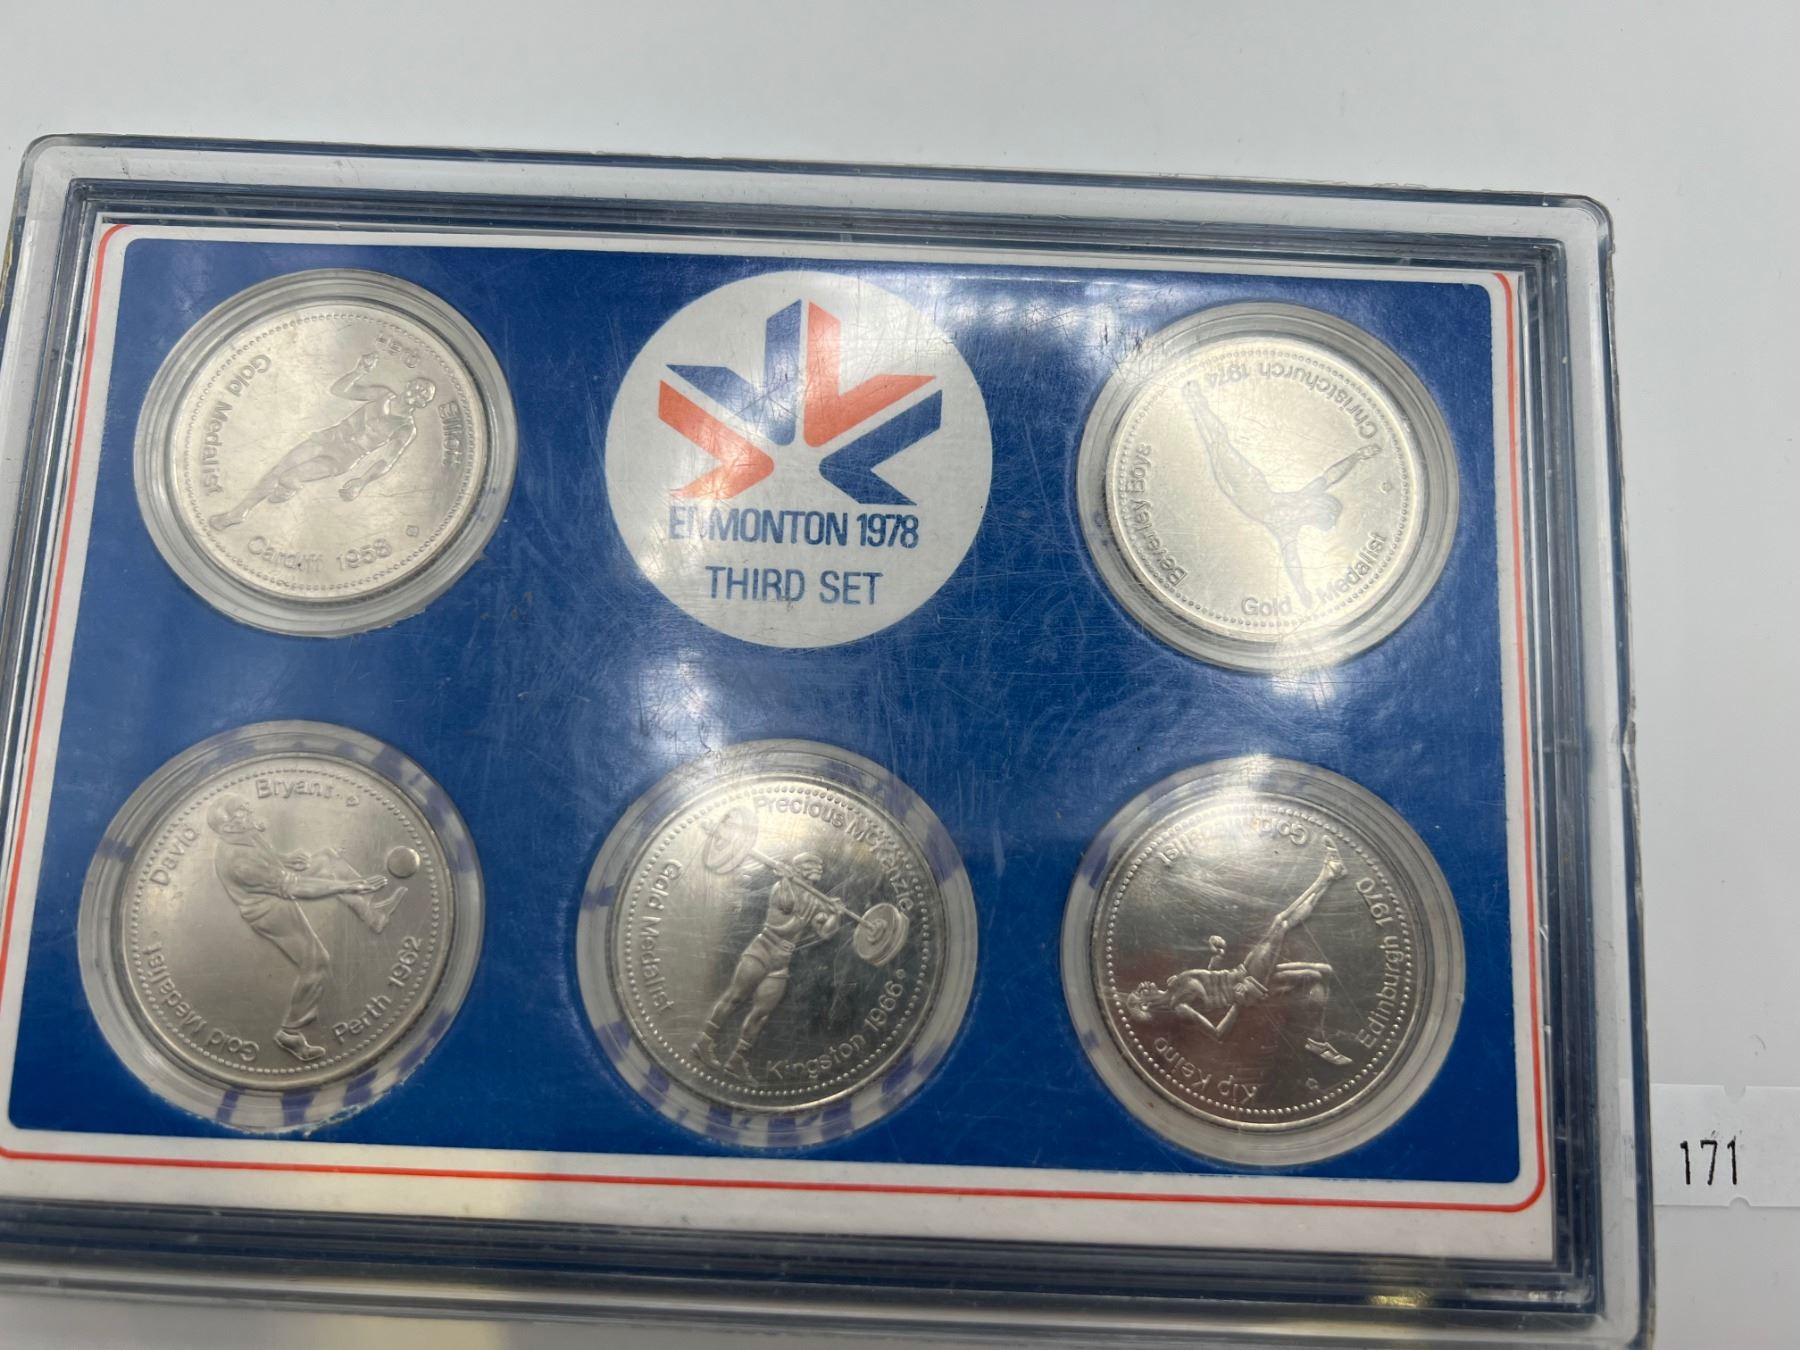 Elliott
Gold Medalist
Cardiff 1958
EDMONTON 1978
THIRD SET
Beverley Boys
Christchurch 1974
Gold Medalist
David
Gold Medalist
Perth 1962
Precious McKenzie
Gold Medalist
Kingston 1966
Kip Keino
Gold Medalist
Edinburgh 1970
171